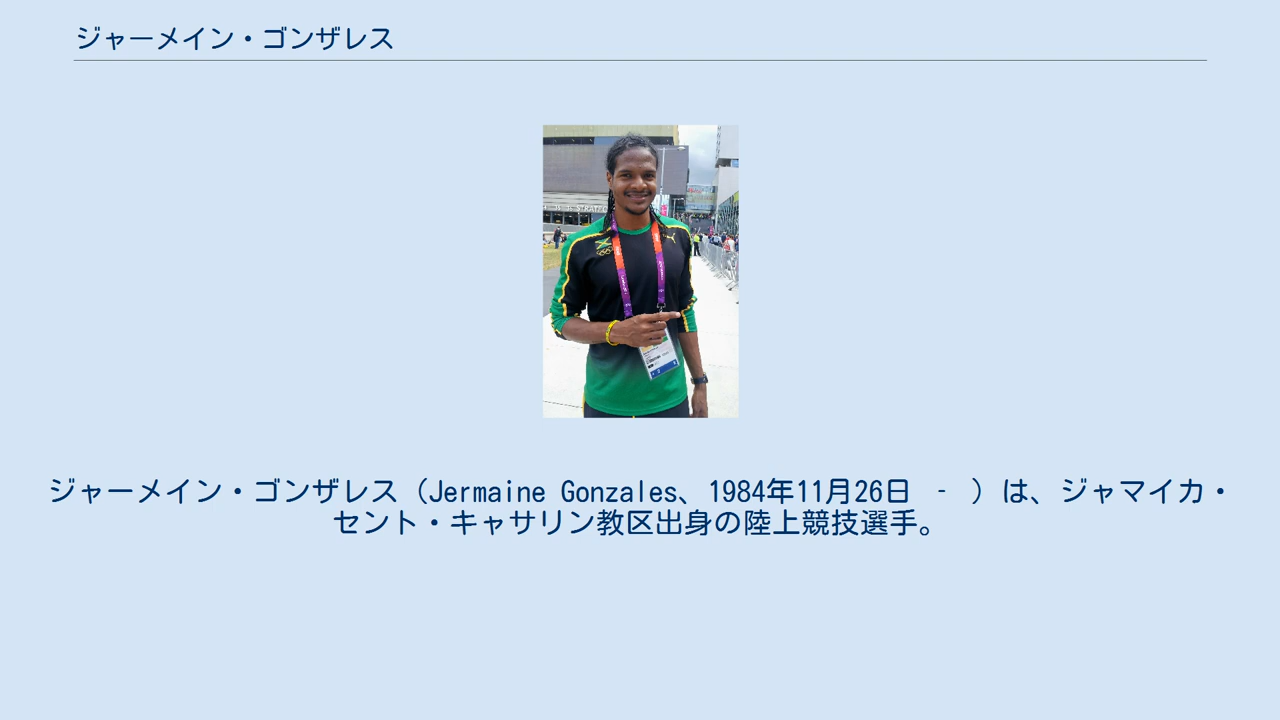 ジャーメイン・ゴンザレス
ジャーメイン・ゴンザレス（Jermaine Gonzales、1984年11月26日 - ）は、ジャマイカ・
セント・キャサリン教区出身の陸上競技選手。